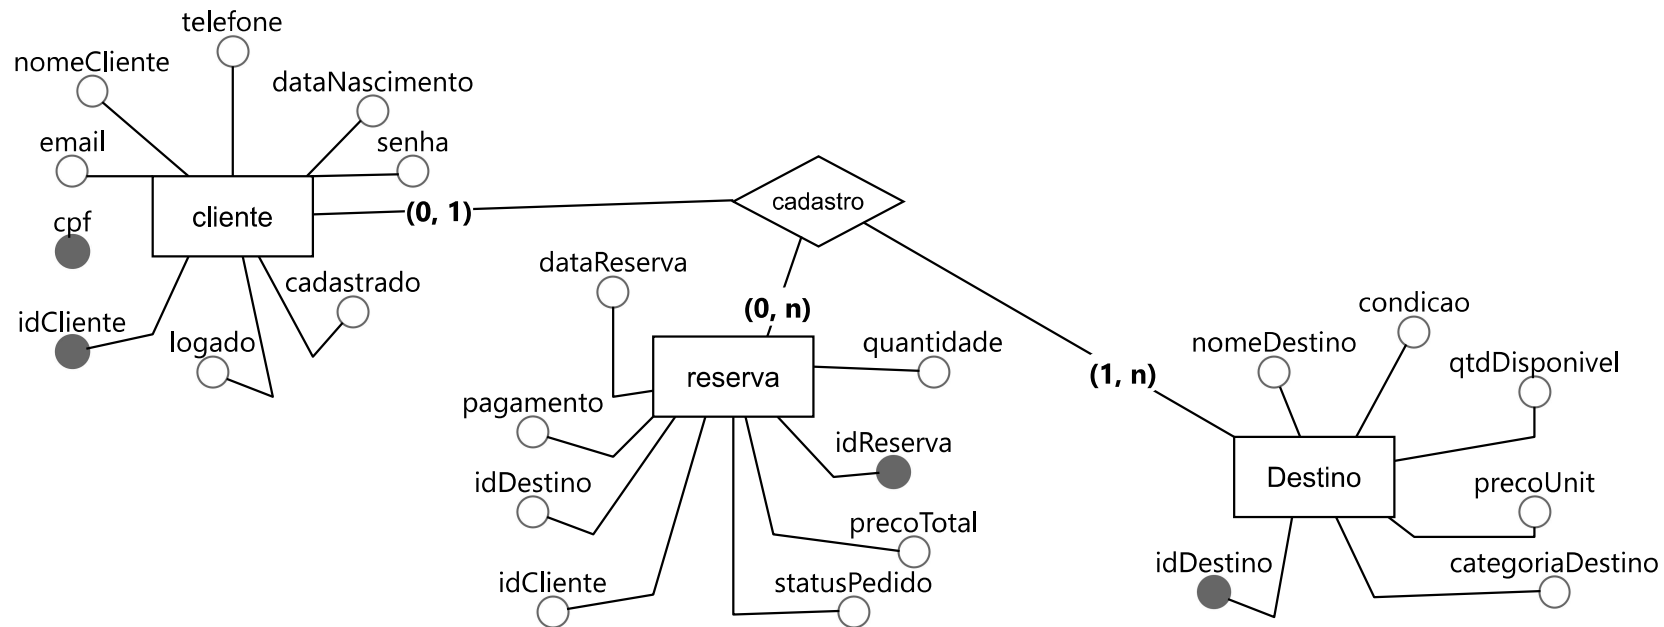 telefone
nomeCliente
dataNascimento
email
senha
cliente
cadastro
(0, 1)
cpf
dataReserva
cadastrado
idCliente
logado
(0, n)
condicao
nomeDestino
quantidade
(1, n)
qtdDisponivel
reserva
pagamento
idReserva
Destino
idDestino
precoUnit
precoTotal
idDestino
categoriaDestino
idCliente
statusPedido